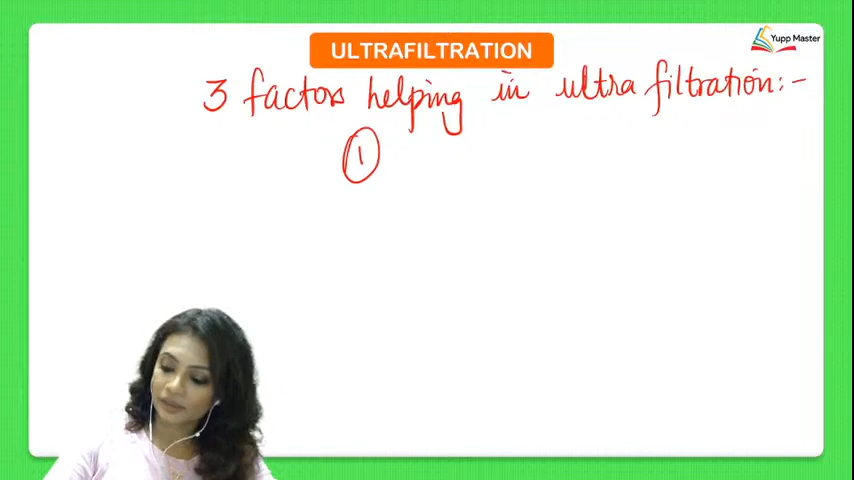 Yupp Master
ULTRAFILTRATION
3 factors helping in ultra filtration:-
1